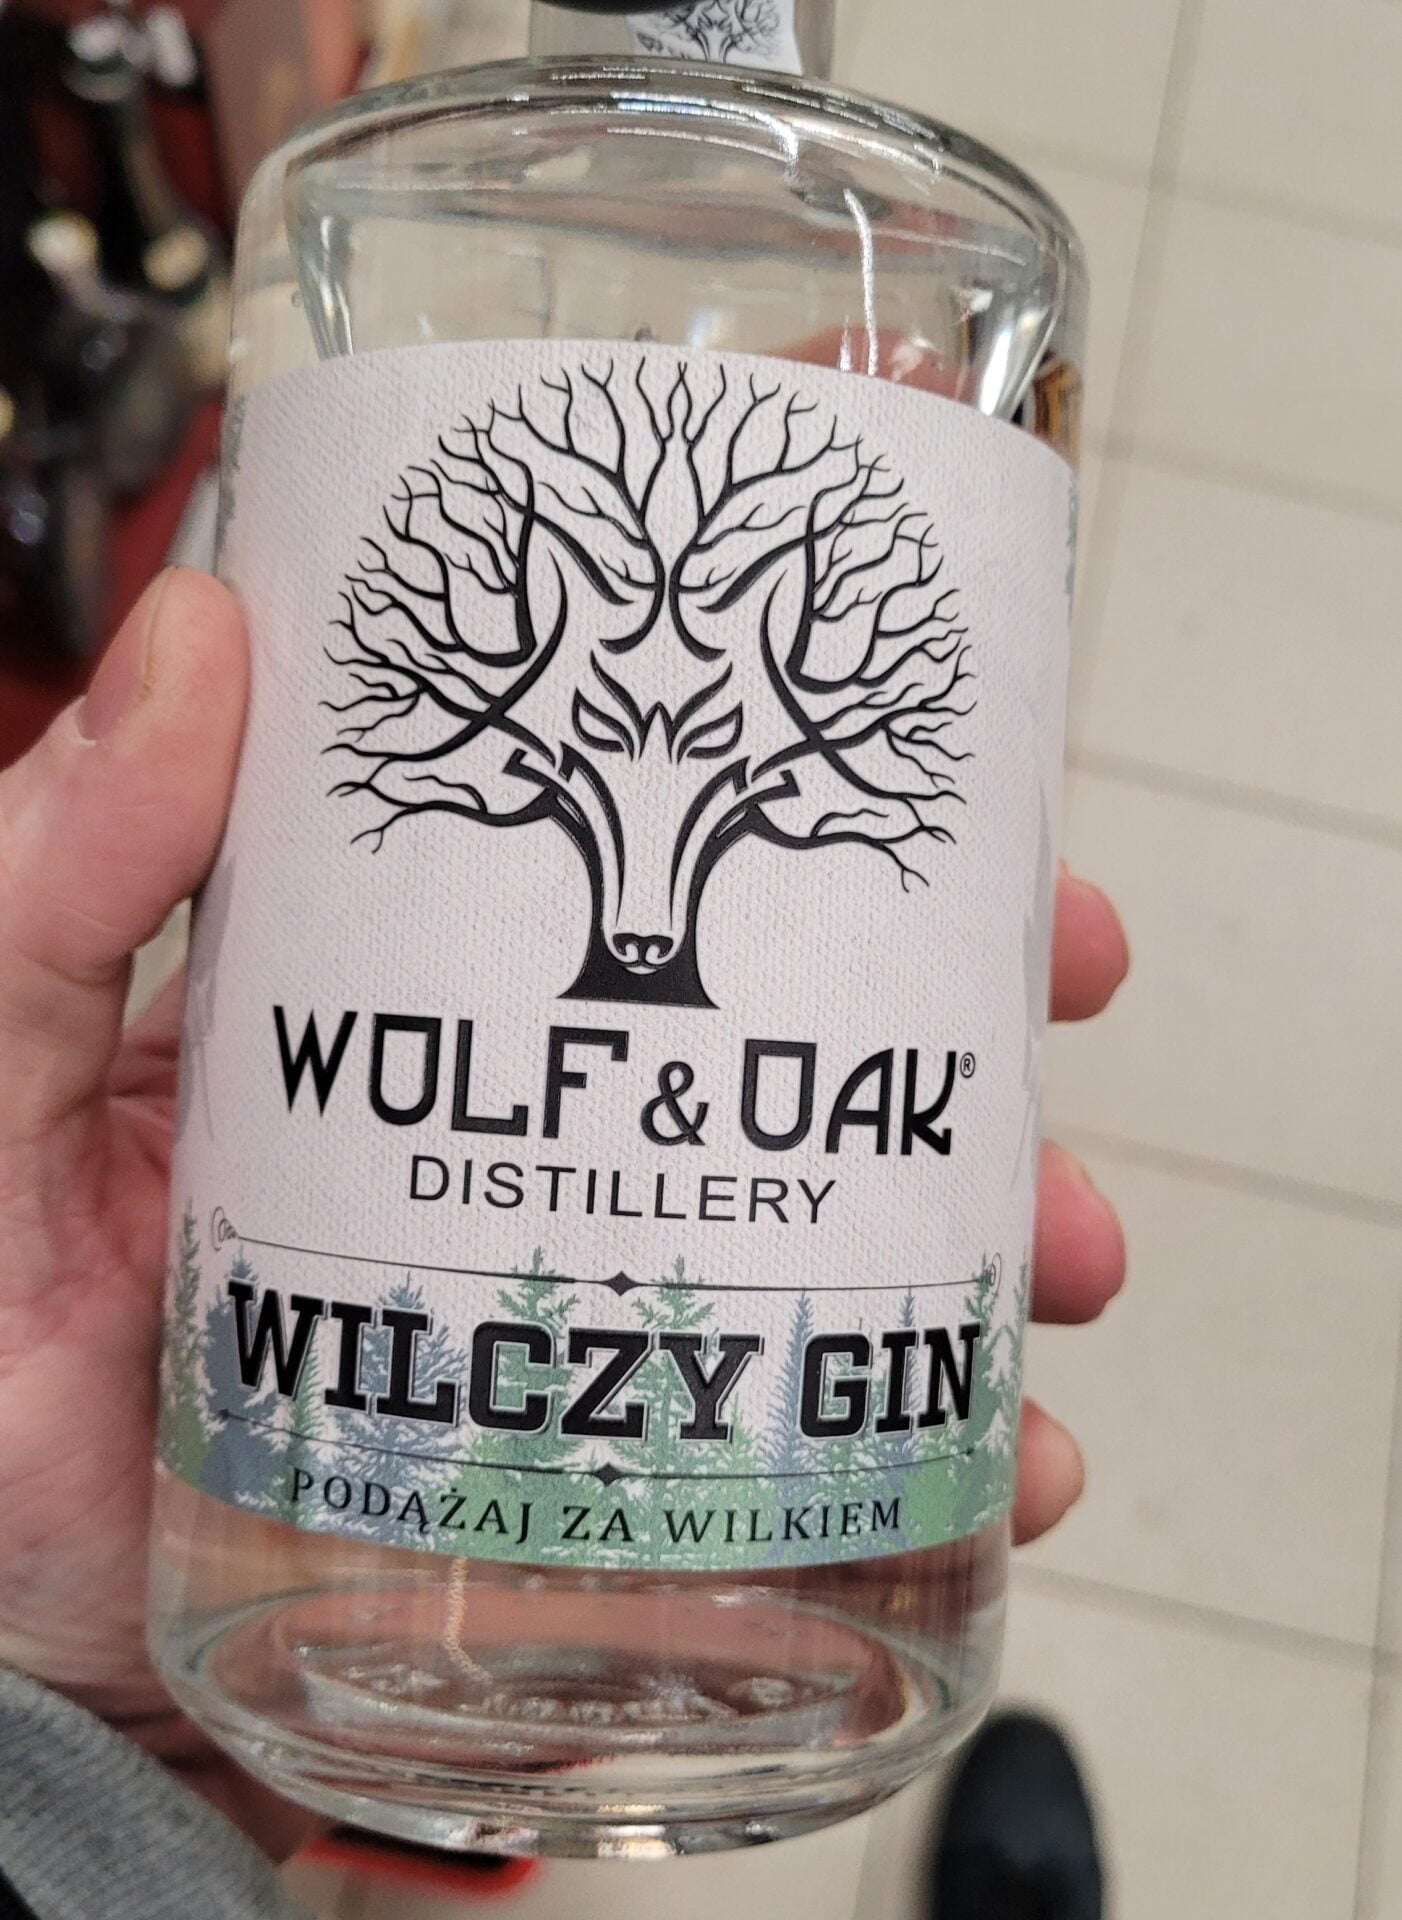 WOLF & OAK®
DISTILLERY
WILCZY GIN
PODĄŻAJ ZA WILKIEM